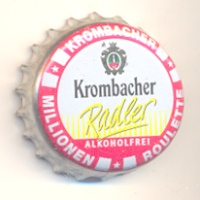 KROMBACHER
Krombacher
Radler
ALKOHOLFREI
MILLIONEN
ROULETTE